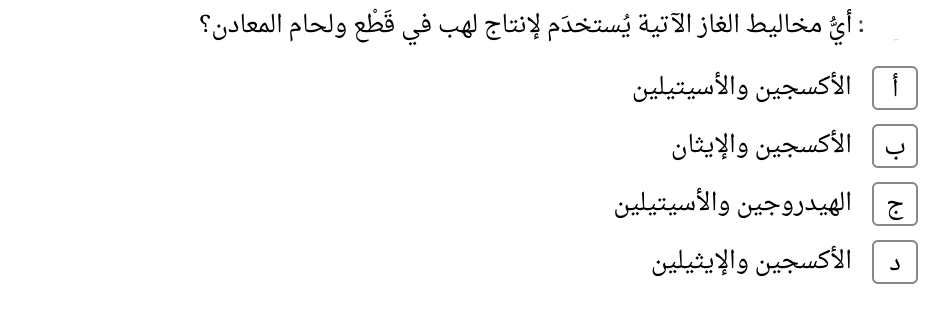 : أيُّ مخاليط الغاز الآتية يُستخدَم لإنتاج لهب في قَطْع ولحام المعادن؟
أ الأكسجين والأسيتيلين
ب الأكسجين والإيثان
ج الهيدروجين والأسيتيلين
د الأكسجين والإيثيلين